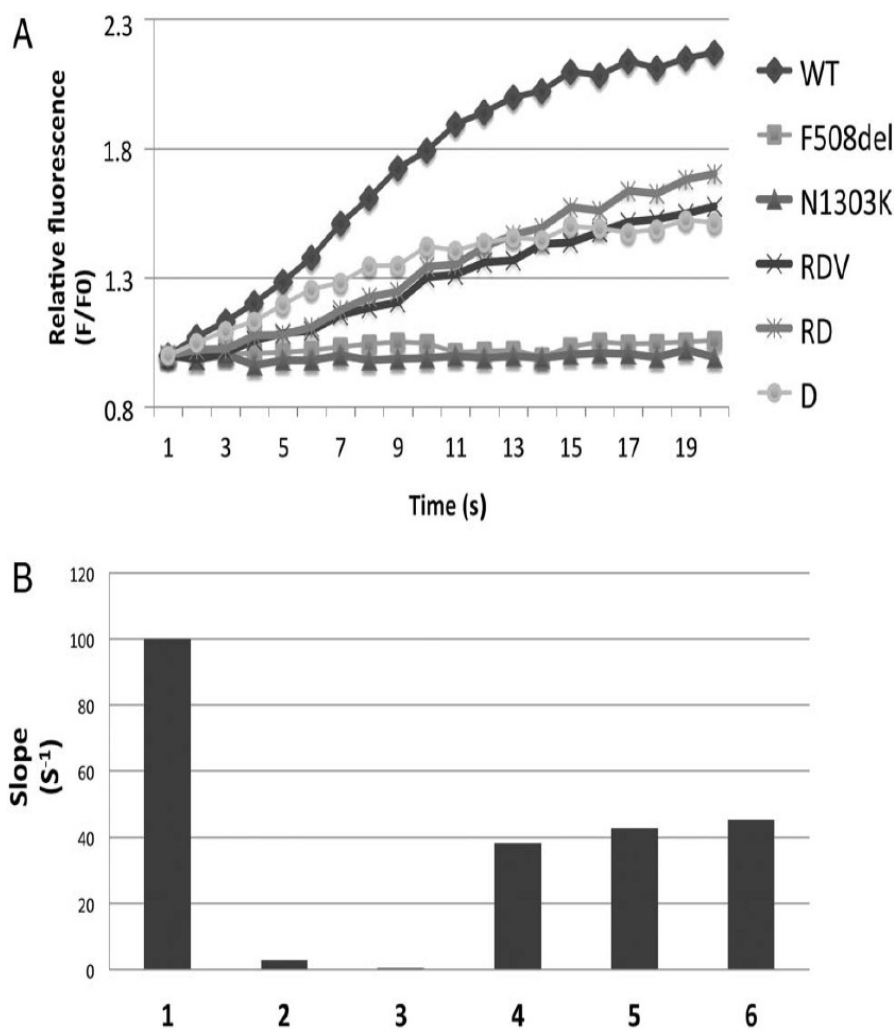 A
Relative fluorescence
(F/F0)
2.3
1.8
1.3
0.8
1 3 5 7 9 11 13 15 17 19
Time (s)
WT
F508del
N1303K
RDV
RD
D
B
Slope
(S⁻¹)
120
100
80
60
40
20
0
1 2 3 4 5 6